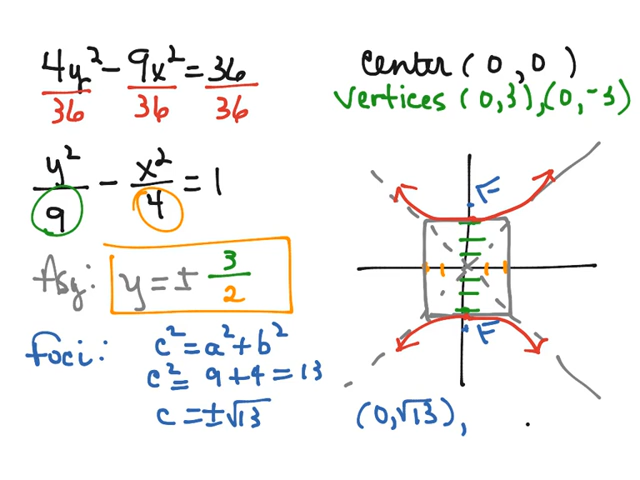 4y² - 9x² = 36
36 36 36
y²/9 - x²/4 = 1
Asy: y = ± 3/2
Foci: c² = a² + b²
c² = 9 + 4 = 13
c = ±√13
center (0, 0)
vertices (0, 3), (0, -3)
F
F
(0, √13),